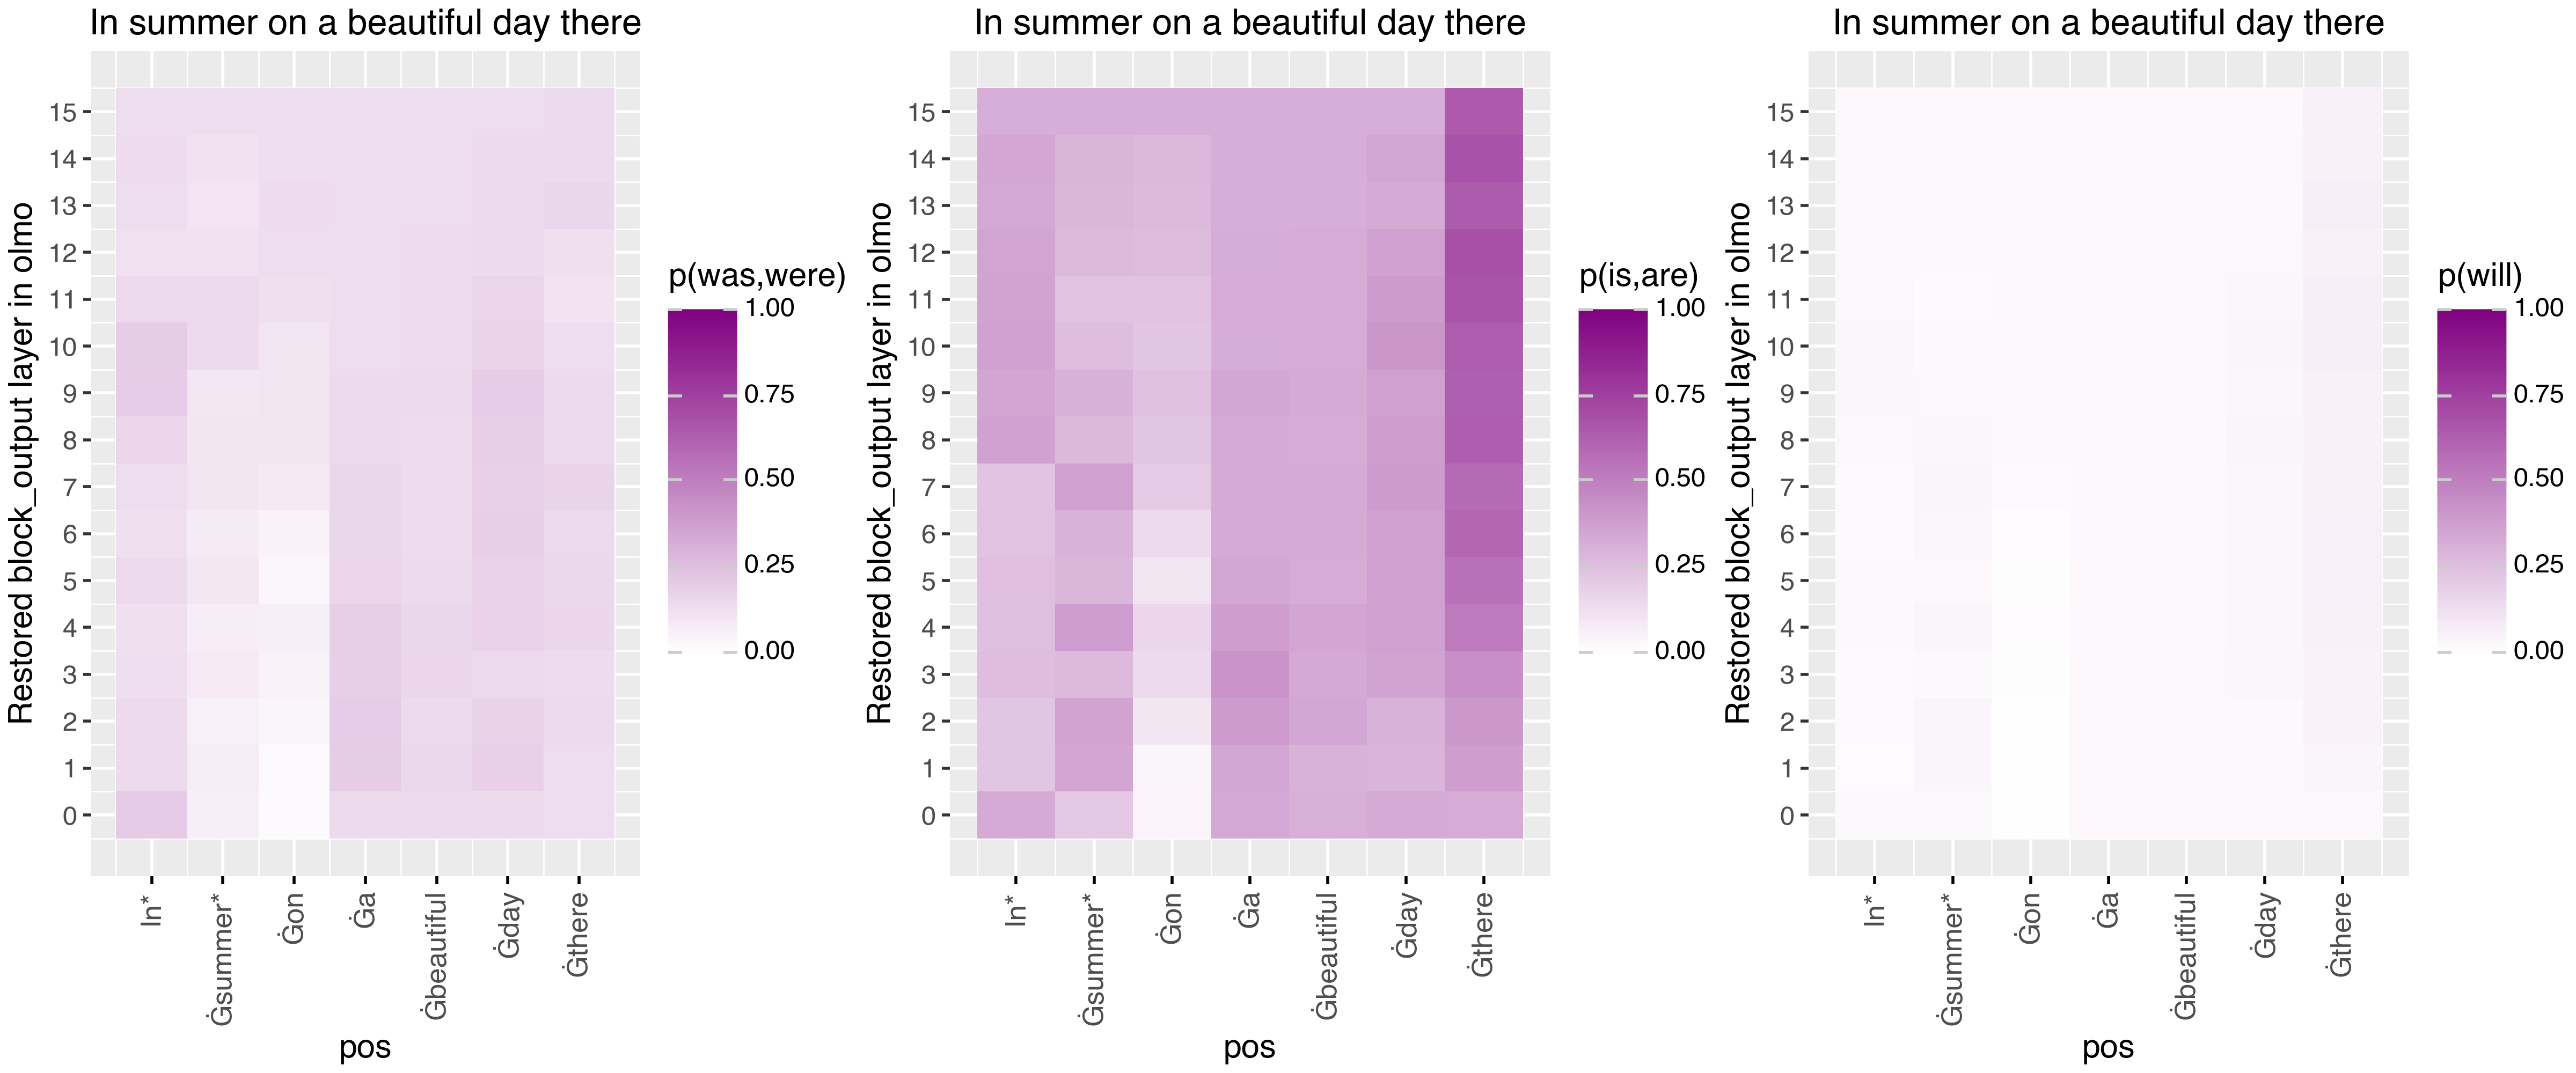 In summer on a beautiful day there
Restored block_output layer in olmo
15
14
13
12
11
10
9
8
7
6
5
4
3
2
1
0
In*
Ġsummer*
Ġon
Ġa
Ġbeautiful
Ġday
Ġthere
pos
p(was,were)
1.00
0.75
0.50
0.25
0.00
In summer on a beautiful day there
Restored block_output layer in olmo
15
14
13
12
11
10
9
8
7
6
5
4
3
2
1
0
In*
Ġsummer*
Ġon
Ġa
Ġbeautiful
Ġday
Ġthere
pos
p(is,are)
1.00
0.75
0.50
0.25
0.00
In summer on a beautiful day there
Restored block_output layer in olmo
15
14
13
12
11
10
9
8
7
6
5
4
3
2
1
0
In*
Ġsummer*
Ġon
Ġa
Ġbeautiful
Ġday
Ġthere
pos
p(will)
1.00
0.75
0.50
0.25
0.00